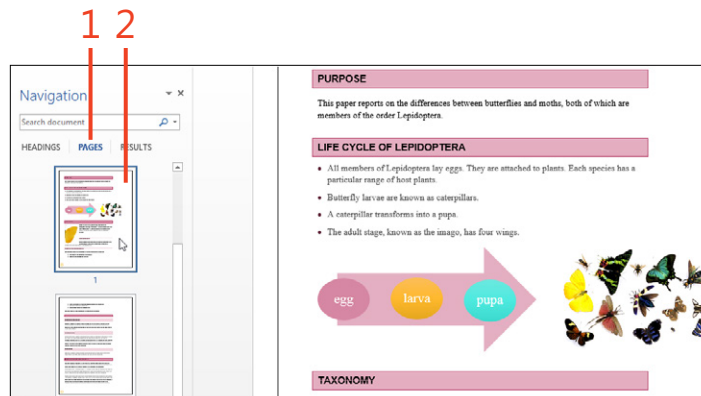 1 2
Navigation
Search document
HEADINGS PAGES RESULTS
1
PURPOSE
This paper reports on the differences between butterflies and moths, both of which are
members of the order Lepidoptera.
LIFE CYCLE OF LEPIDOPTERA
• All members of Lepidoptera lay eggs. They are attached to plants. Each species has a
particular range of host plants.
• Butterfly larvae are known as caterpillars.
• A caterpillar transforms into a pupa.
• The adult stage, known as the imago, has four wings.
egg larva pupa
TAXONOMY